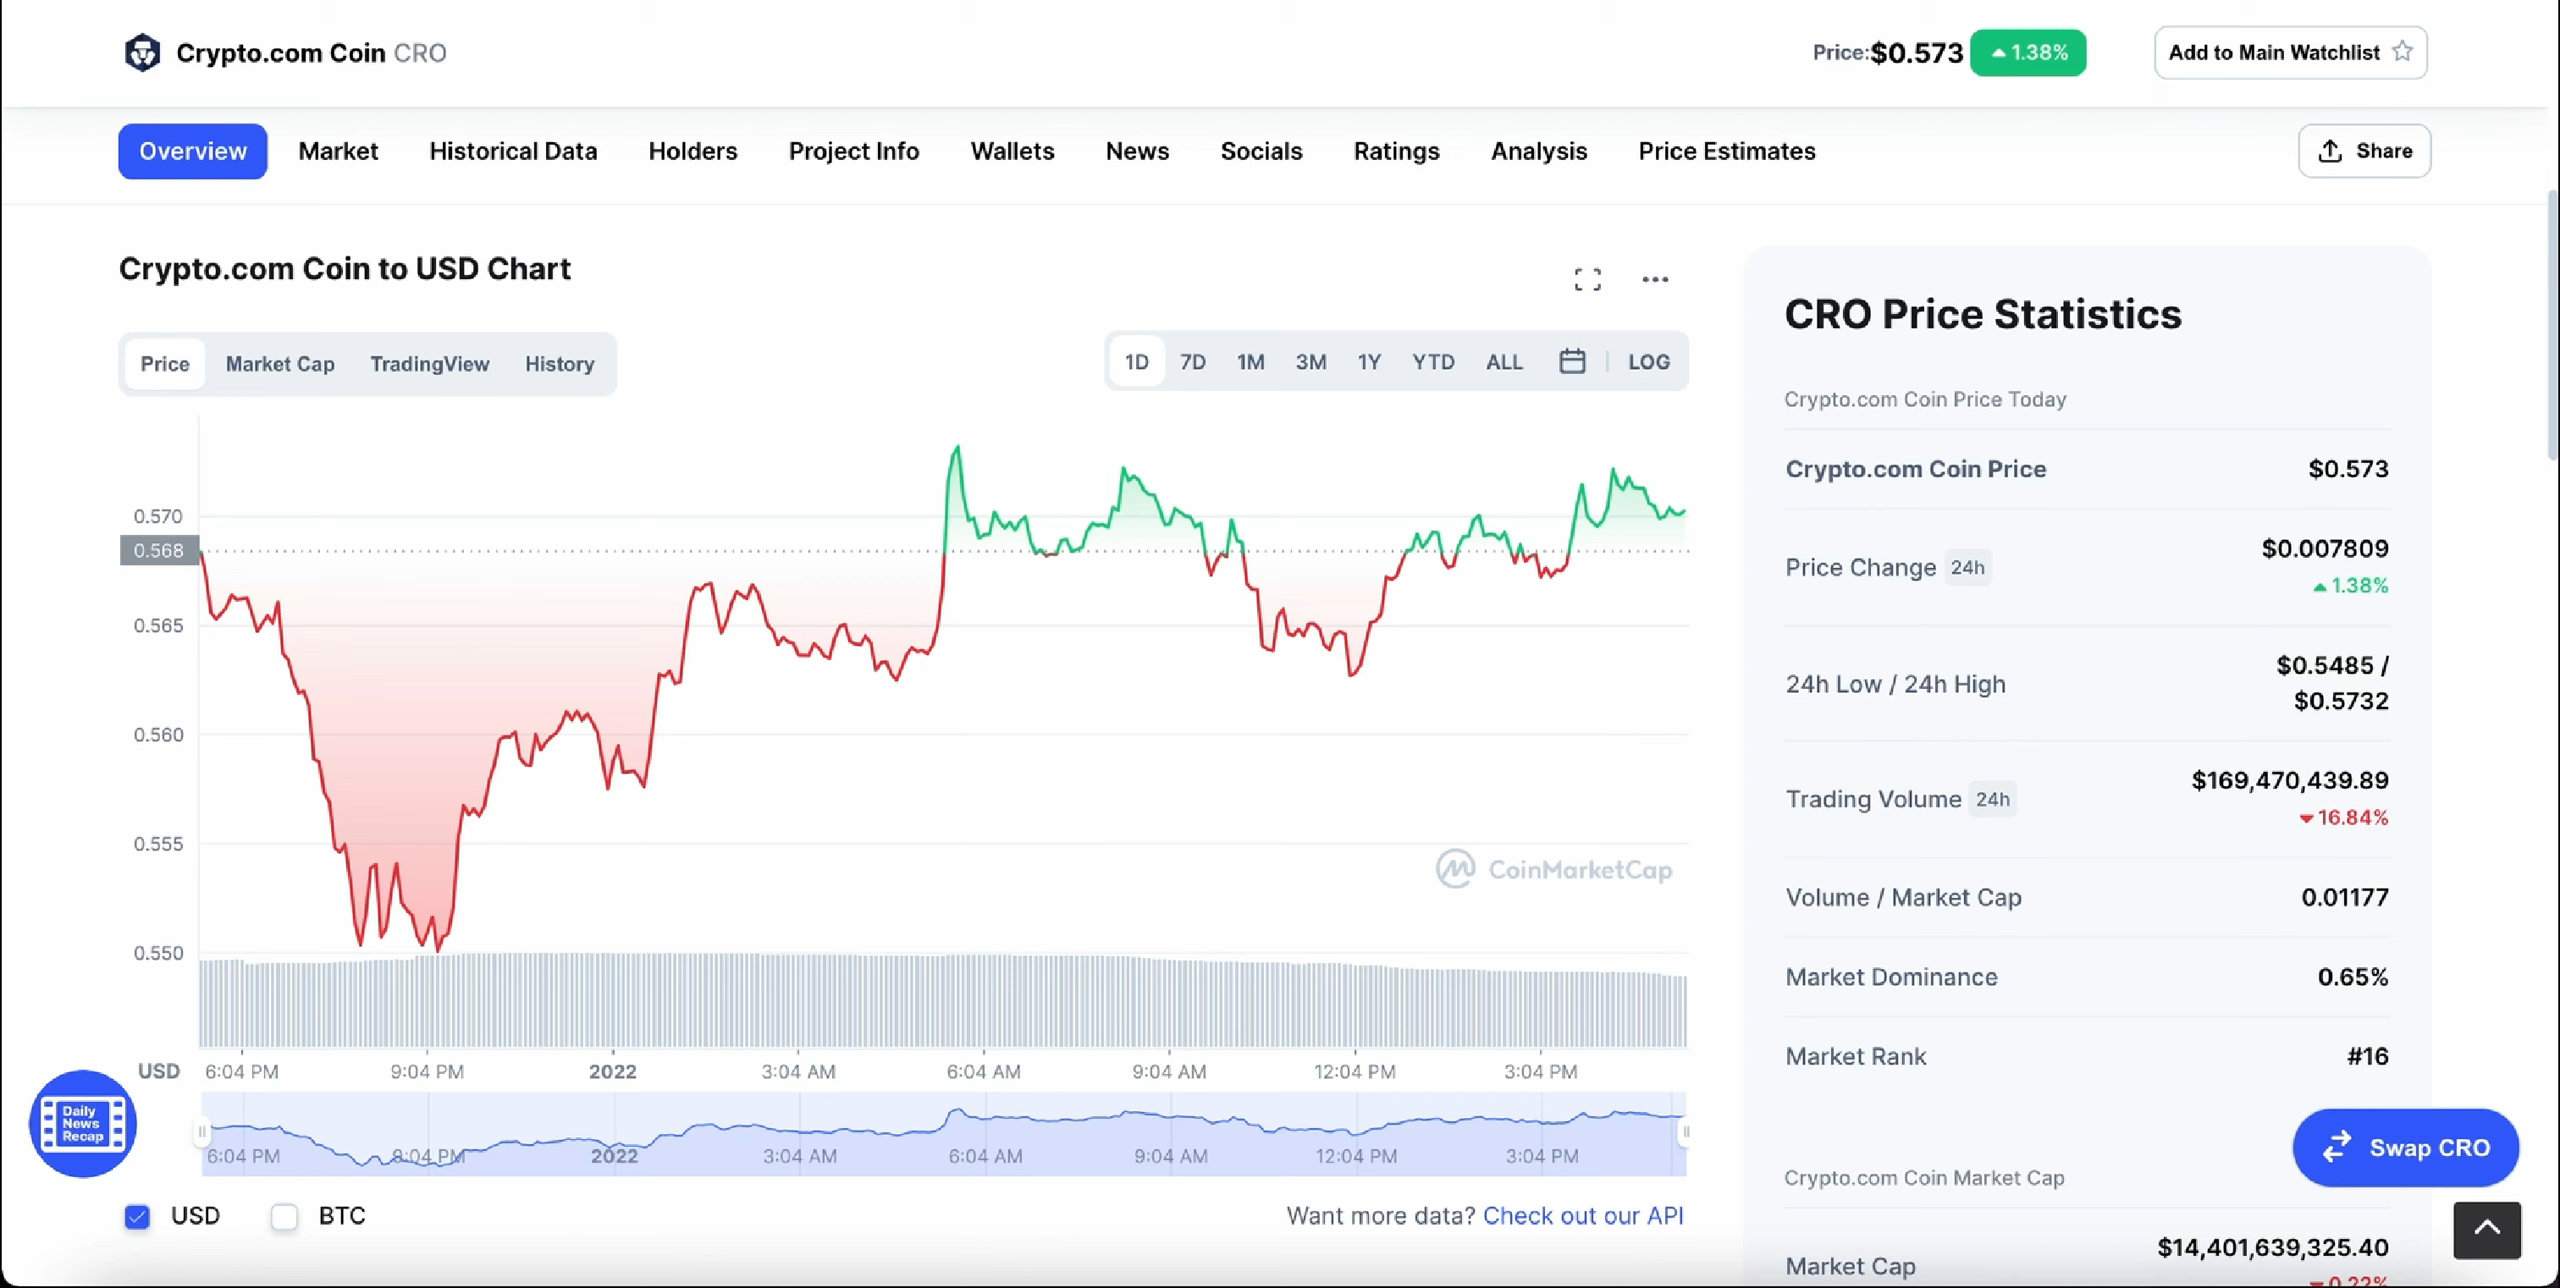 Crypto.com Coin CRO
Price:$0.573 1.38%
Add to Main Watchlist
Overview Market Historical Data Holders Project Info Wallets News Socials Ratings Analysis Price Estimates
Share
Crypto.com Coin to USD Chart
Price Market Cap TradingView History
1D 7D 1M 3M 1Y YTD ALL LOG
0.570
0.568
0.565
0.560
0.555
0.550
CoinMarketCap
USD 6:04 PM 9:04 PM 2022 3:04 AM 6:04 AM 9:04 AM 12:04 PM 3:04 PM
6:04 PM 9:04 PM 2022 3:04 AM 6:04 AM 9:04 AM 12:04 PM 3:04 PM
Daily
News
Recap
USD BTC
Want more data? Check out our API
CRO Price Statistics
Crypto.com Coin Price Today
Crypto.com Coin Price $0.573
Price Change 24h $0.007809
1.38%
24h Low / 24h High $0.5485 /
$0.5732
Trading Volume 24h $169,470,439.89
16.84%
Volume / Market Cap 0.01177
Market Dominance 0.65%
Market Rank #16
Swap CRO
Crypto.com Coin Market Cap
Market Cap $14,401,639,325.40
0.22%